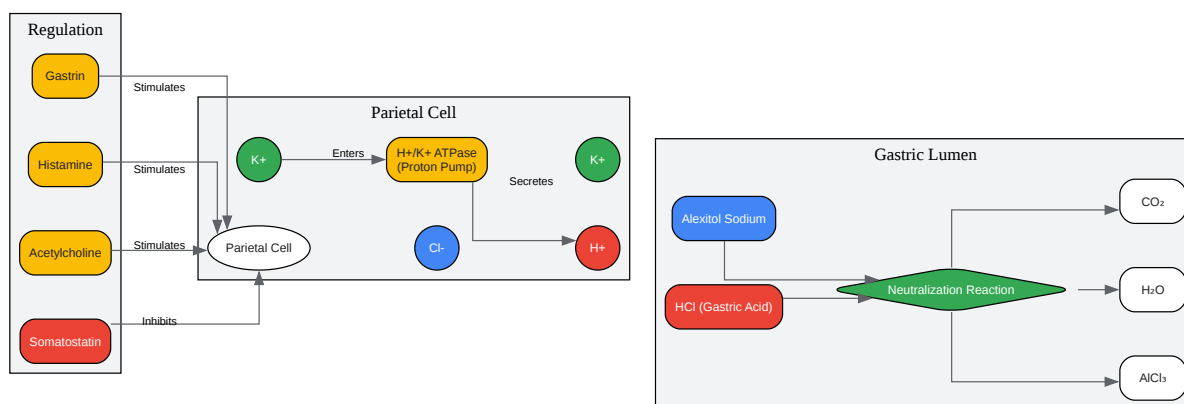 Regulation
Gastrin
Stimulates
Histamine
Stimulates
Acetylcholine
Stimulates
Somatostatin
Inhibits
Parietal Cell
K+
Enters
H+/K+ ATPase
(Proton Pump)
K+
Secretes
Parietal Cell
Cl-
H+
Gastric Lumen
Alexitol Sodium
HCl (Gastric Acid)
Neutralization Reaction
CO₂
H₂O
AlCl₃